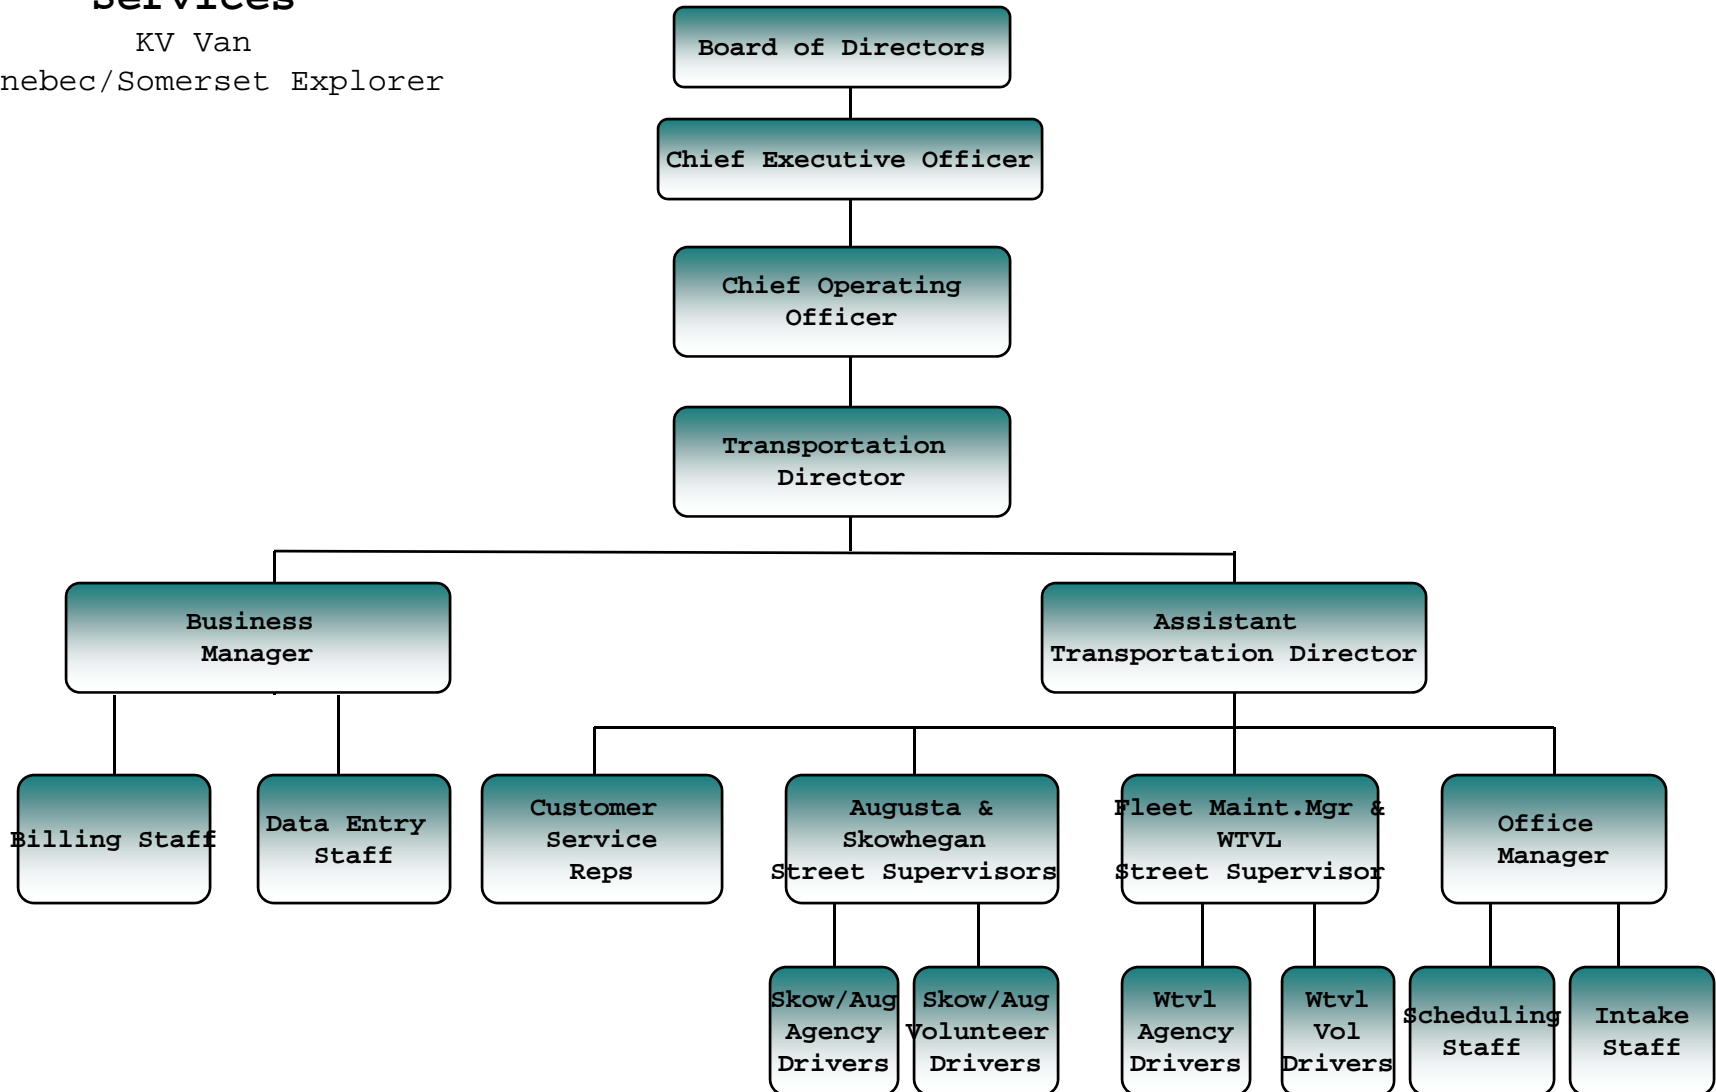 Services
KV Van
nebec/Somerset Explorer
Board of Directors
Chief Executive Officer
Chief Operating
Officer
Transportation
Director
Business
Manager
Assistant
Transportation Director
Billing Staff
Data Entry
Staff
Customer
Service
Reps
Augusta &
Skowhegan
Street Supervisors
Fleet Maint.Mgr &
WTVL
Street Supervisor
Office
Manager
Skow/Aug
Agency
Drivers
Skow/Aug
Volunteer
Drivers
Wtvl
Agency
Drivers
Wtvl
Vol
Drivers
Scheduling
Staff
Intake
Staff